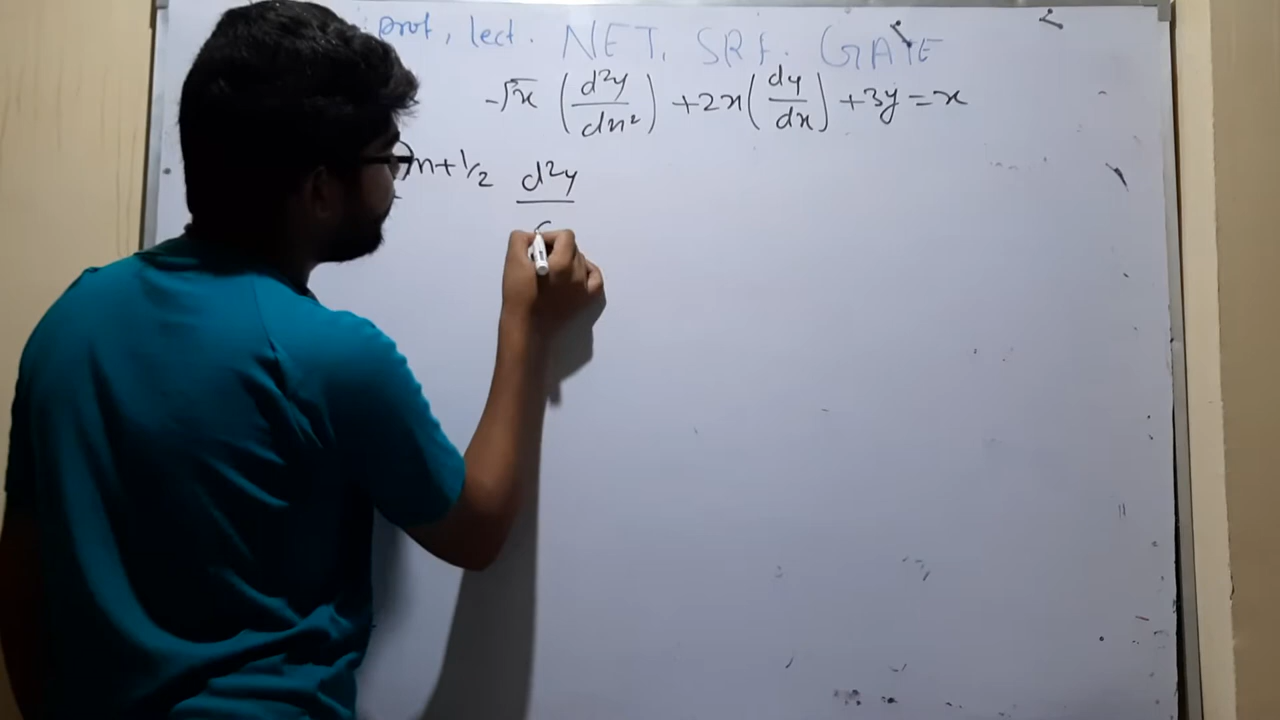 prof, lect. NET, SRF. GATE
-√x (d²y/dx²) +2x(dy/dx) +3y=x
)n+1/2 d²y